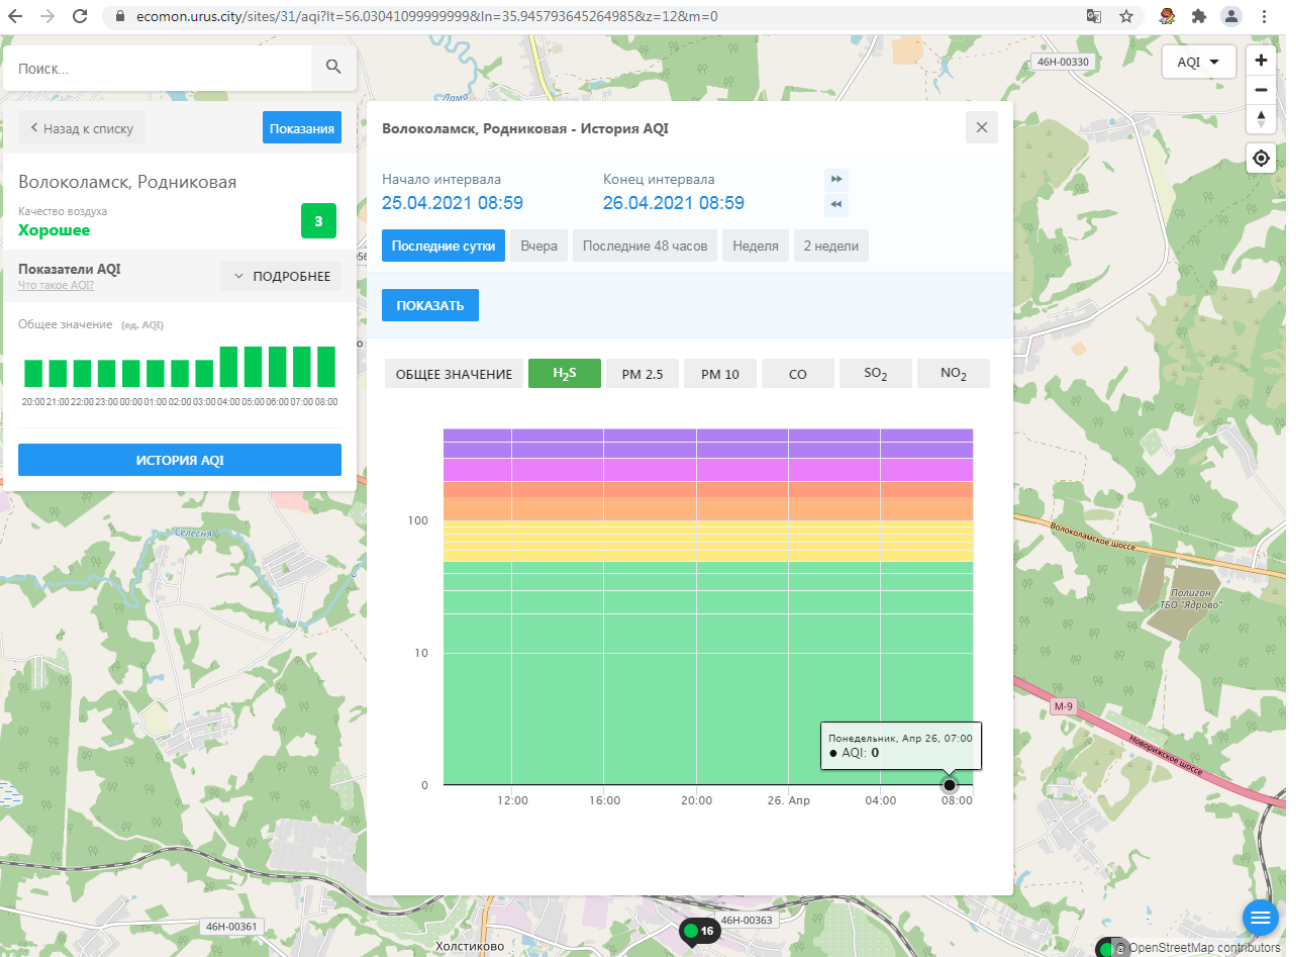 ecomon.urus.city/sites/31/aqi?lt=56.03041099999999&ln=35.945793645264985&z=12&m=0
Поиск...
46Н-00330
AQI
Лама
Назад к списку
Показания
Волоколамск, Родниковая - История AQI
Волоколамск, Родниковая
Качество воздуха
Хорошее
3
Начало интервала
Конец интервала
25.04.2021 08:59
26.04.2021 08:59
Последние сутки
Вчера
Последние 48 часов
Неделя
2 недели
Показатели AQI
Что такое AQI?
ПОДРОБНЕЕ
ПОКАЗАТЬ
Общее значение (ед. AQI)
20:00 21:00 22:00 23:00 00:00 01:00 02:00 03:00 04:00 05:00 06:00 07:00 08:00
ИСТОРИЯ AQI
ОБЩЕЕ ЗНАЧЕНИЕ
H2S
PM 2.5
PM 10
CO
SO2
NO2
100
10
0
Понедельник, Апр 26, 07:00
AQI: 0
12:00
16:00
20:00
26. Апр
04:00
08:00
Селесня
Волоколамское шоссе
Полигон
ТБО "Ядрово"
М-9
Новорижское шоссе
46Н-00361
46Н-00363
16
Холстиково
© OpenStreetMap contributors